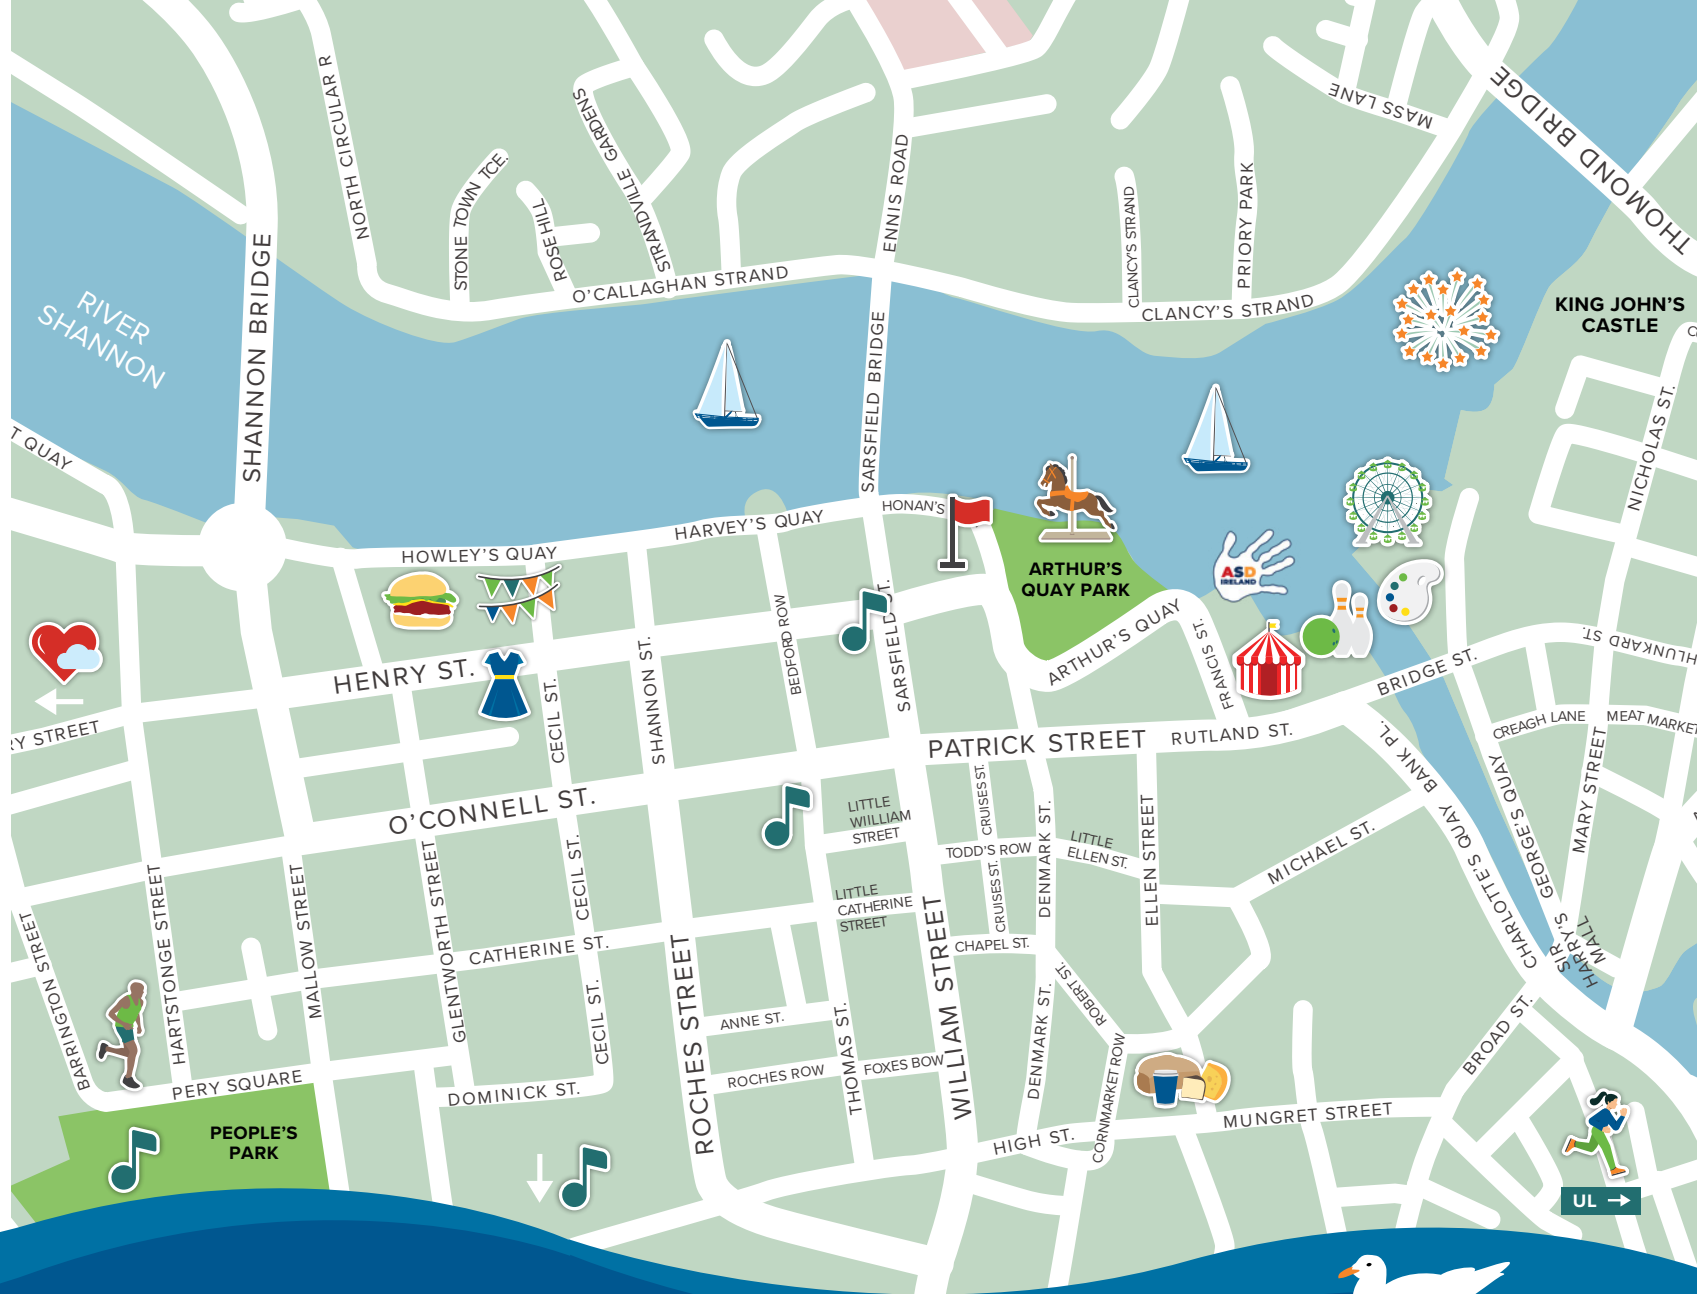 NORTH CIRCULAR R
STONE TOWN TCE.
ROSEHILL
STRANDVILLE GARDENS
ENNIS ROAD
CLANCY'S STRAND
PRIORY PARK
MASS LANE
THOMOND BRIDGE
O'CALLAGHAN STRAND
CLANCY'S STRAND
RIVER
SHANNON
SHANNON BRIDGE
SARSFIELD BRIDGE
KING JOHN'S
CASTLE
NICHOLAS ST.
T QUAY
HOWLEY'S QUAY
HARVEY'S QUAY
HONAN'S
ARTHUR'S
QUAY PARK
ASD
IRELAND
ARTHUR'S QUAY
FRANCIS ST.
BRIDGE ST.
HLUNKARD ST.
HENRY ST.
RY STREET
CECIL ST.
SHANNON ST.
BEDFORD ROW
SARSFIELD ST.
PATRICK STREET
RUTLAND ST.
BANK PL.
CREAGH LANE
MEAT MARKET
MARY STREET
GEORGE'S QUAY
CHARLOTTE'S QUAY
SIR
HARRY'S
MALL
O'CONNELL ST.
LITTLE
WIILLIAM
STREET
CRUISES ST.
TODD'S ROW
DENMARK ST.
LITTLE
ELLEN ST.
ELLEN STREET
MICHAEL ST.
LITTLE
CATHERINE
STREET
CRUISES ST.
CHAPEL ST.
BARRINGTON STREET
HARTSTONGE STREET
MALLOW STREET
GLENTWORTH STREET
CECIL ST.
CATHERINE ST.
CECIL ST.
ROCHES STREET
WILLIAM STREET
ANNE ST.
THOMAS ST.
ROCHES ROW
FOXES BOW
DENMARK ST.
ROBERT ST.
CORNMARKET ROW
BROAD ST.
PERY SQUARE
DOMINICK ST.
HIGH ST.
MUNGRET STREET
PEOPLE'S
PARK
UL